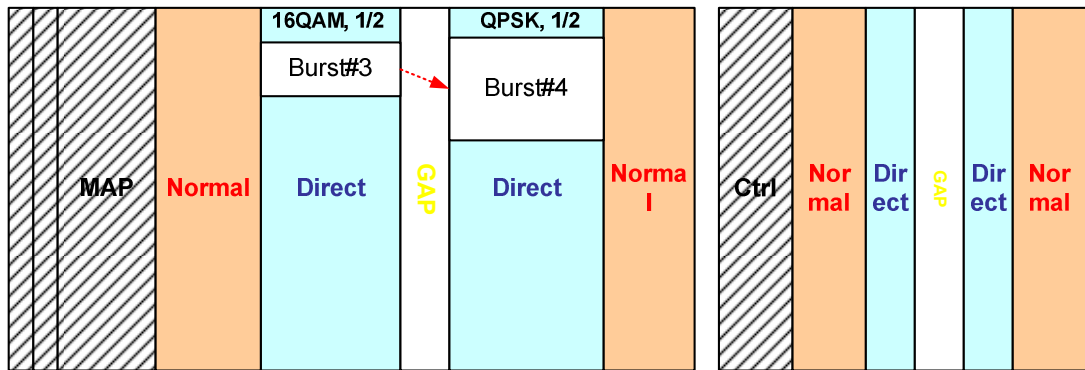 16QAM, 1/2
QPSK, 1/2
Burst#3
Burst#4
MAP
Normal
Direct
GAP
Direct
Norma
l
Ctrl
Nor
mal
Dir
ect
GAP
Dir
ect
Nor
mal